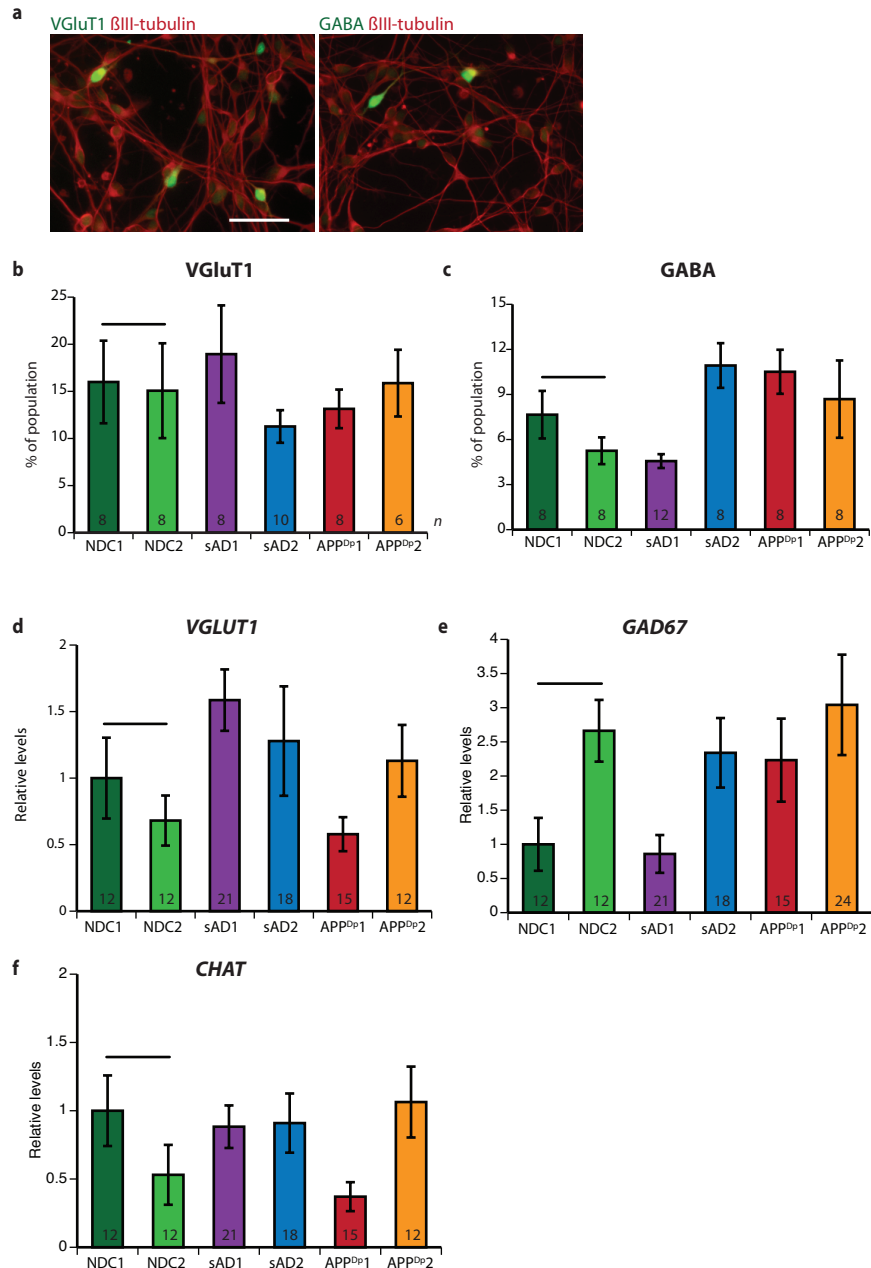 a
VGluT1 ßIII-tubulin
GABA ßIII-tubulin
b
VGluT1
% of population
25
20
15
10
5
0
8
8
8
10
8
6
n
NDC1
NDC2
sAD1
sAD2
APPᴰᵖ1
APPᴰᵖ2
c
GABA
% of population
15
12
9
6
3
0
8
8
12
8
8
8
NDC1
NDC2
sAD1
sAD2
APPᴰᵖ1
APPᴰᵖ2
d
VGLUT1
Relative levels
2
1.5
1
0.5
0
12
12
21
18
15
12
NDC1
NDC2
sAD1
sAD2
APPᴰᵖ1
APPᴰᵖ2
e
GAD67
Relative levels
4
3.5
3
2.5
2
1.5
1
0.5
0
12
12
21
18
15
24
NDC1
NDC2
sAD1
sAD2
APPᴰᵖ1
APPᴰᵖ2
f
CHAT
Relative levels
2
1.5
1
0.5
0
12
12
21
18
15
12
NDC1
NDC2
sAD1
sAD2
APPᴰᵖ1
APPᴰᵖ2